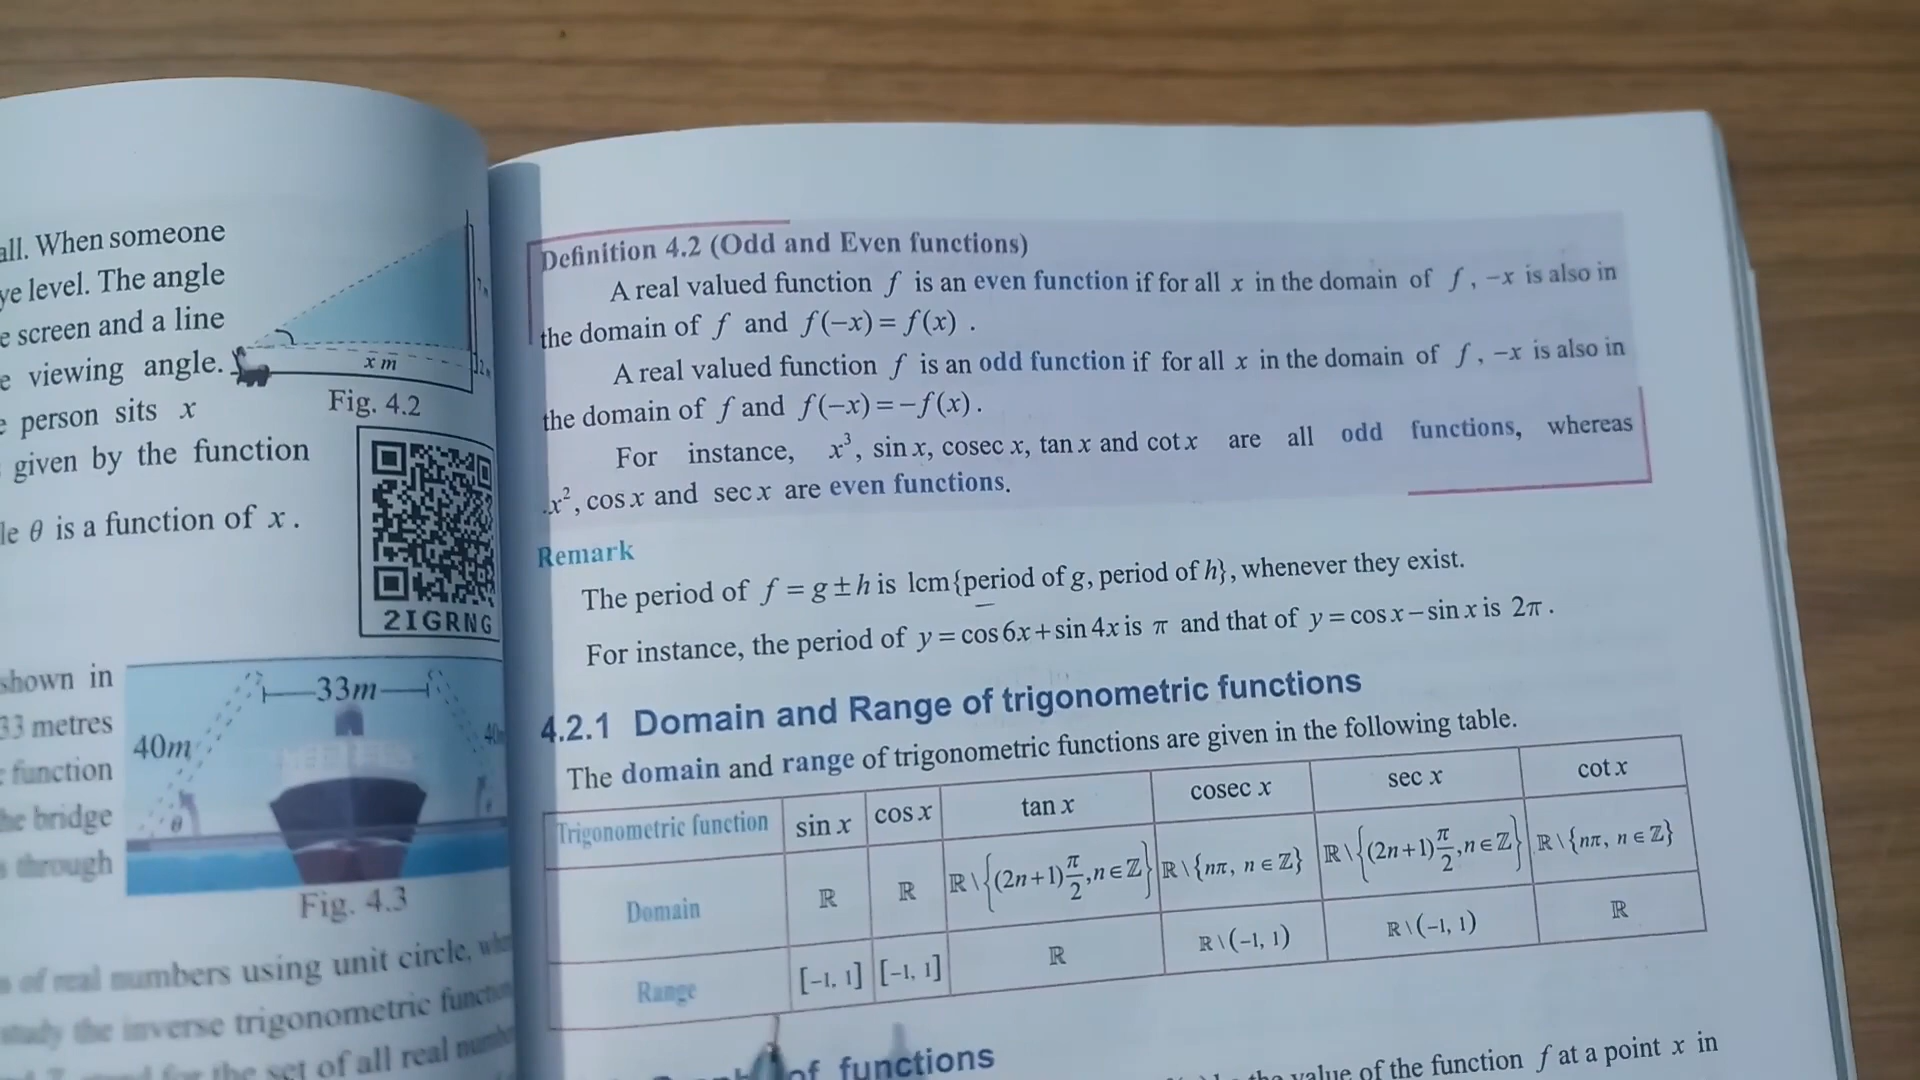 all. When someone
ye level. The angle
e screen and a line
e viewing angle.
x m
e person sits x
Fig. 4.2
given by the function
le θ is a function of x .
2IGRNG
shown in
33 metres
function
he bridge
through
33m
40m
40m
θ
Fig. 4.3
of real numbers using unit circle,
study the inverse trigonometric
for the set of all real
Definition 4.2 (Odd and Even functions)
A real valued function f is an even function if for all x in the domain of f , −x is also in
the domain of f and f(−x) = f(x) .
A real valued function f is an odd function if for all x in the domain of f , −x is also in
the domain of f and f(−x) = −f(x) .
For instance, x³, sin x, cosec x, tan x and cot x are all odd functions, whereas
x², cos x and sec x are even functions.
Remark
The period of f = g ± h is lcm{period of g, period of h}, whenever they exist.
For instance, the period of y = cos 6x + sin 4x is π and that of y = cos x − sin x is 2π .
4.2.1 Domain and Range of trigonometric functions
The domain and range of trigonometric functions are given in the following table.
Trigonometric function sin x cos x tan x cosec x sec x cot x
Domain ℝ ℝ ℝ \ {(2n+1)π/2, n ∈ ℤ} ℝ \ {nπ, n ∈ ℤ} ℝ \ {(2n+1)π/2, n ∈ ℤ} ℝ \ {nπ, n ∈ ℤ}
Range [−1, 1] [−1, 1] ℝ ℝ \ (−1, 1) ℝ \ (−1, 1) ℝ
of functions
the value of the function f at a point x in